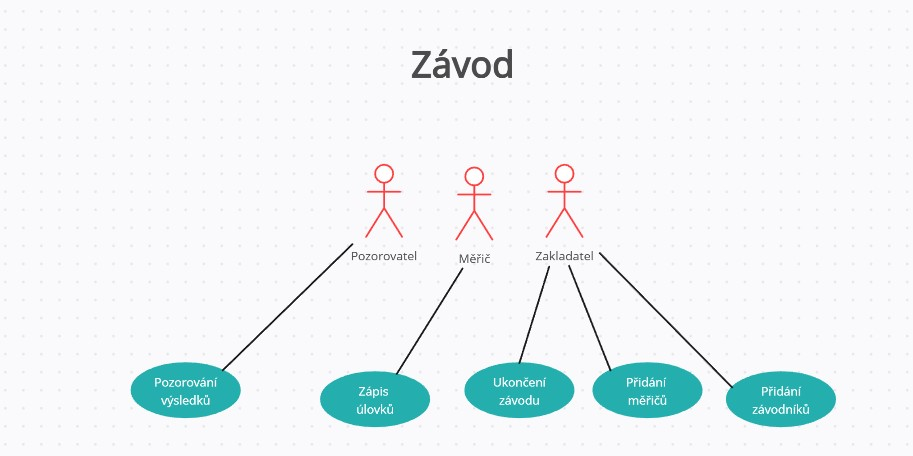 Závod
Pozorovatel
Měřič
Zakladatel
Pozorování
výsledků
Zápis
úlovků
Ukončení
závodu
Přidání
měřičů
Přidání
závodníků